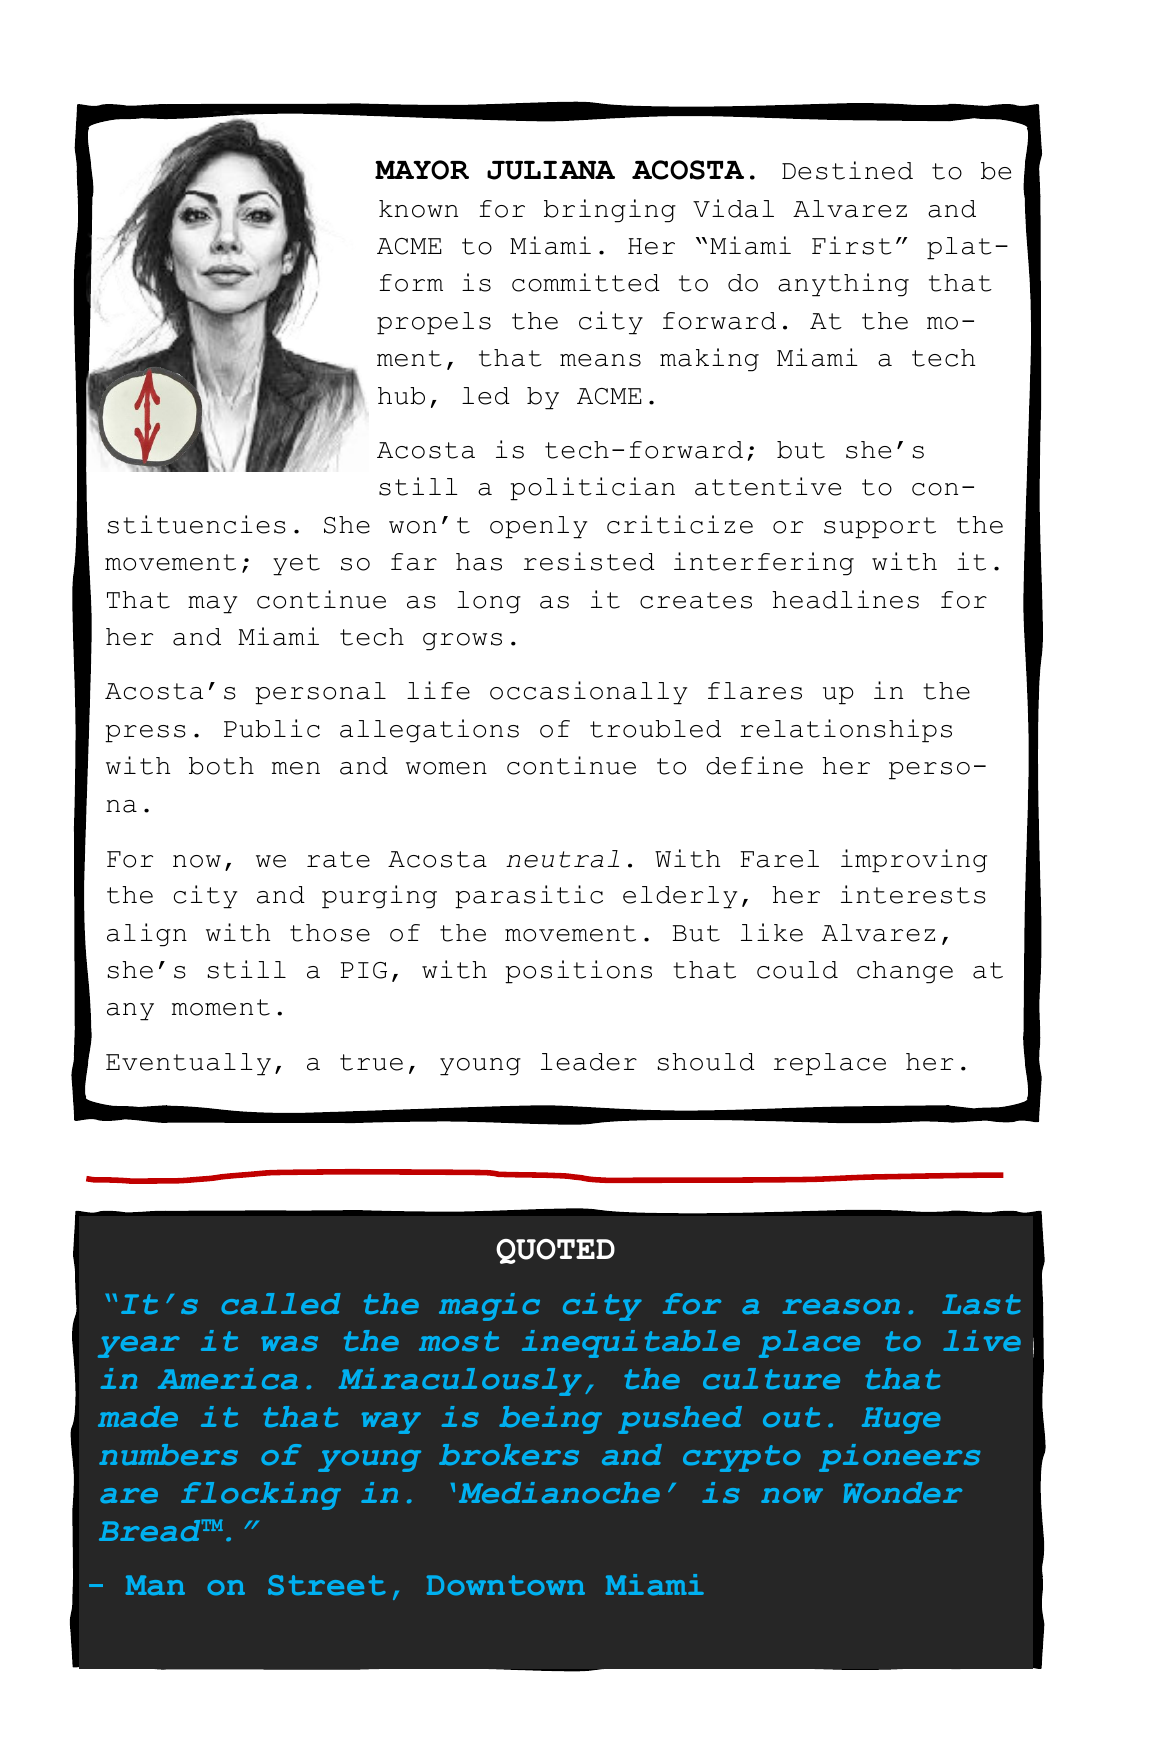 MAYOR JULIANA ACOSTA. Destined to be
known for bringing Vidal Alvarez and
ACME to Miami. Her “Miami First” plat-
form is committed to do anything that
propels the city forward. At the mo-
ment, that means making Miami a tech
hub, led by ACME.
Acosta is tech-forward; but she’s
still a politician attentive to con-
stituencies. She won’t openly criticize or support the
movement; yet so far has resisted interfering with it.
That may continue as long as it creates headlines for
her and Miami tech grows.
Acosta’s personal life occasionally flares up in the
press. Public allegations of troubled relationships
with both men and women continue to define her perso-
na.
For now, we rate Acosta neutral. With Farel improving
the city and purging parasitic elderly, her interests
align with those of the movement. But like Alvarez,
she’s still a PIG, with positions that could change at
any moment.
Eventually, a true, young leader should replace her.
QUOTED
“It’s called the magic city for a reason. Last
year it was the most inequitable place to live
in America. Miraculously, the culture that
made it that way is being pushed out. Huge
numbers of young brokers and crypto pioneers
are flocking in. ‘Medianoche’ is now Wonder
Bread™.”
- Man on Street, Downtown Miami